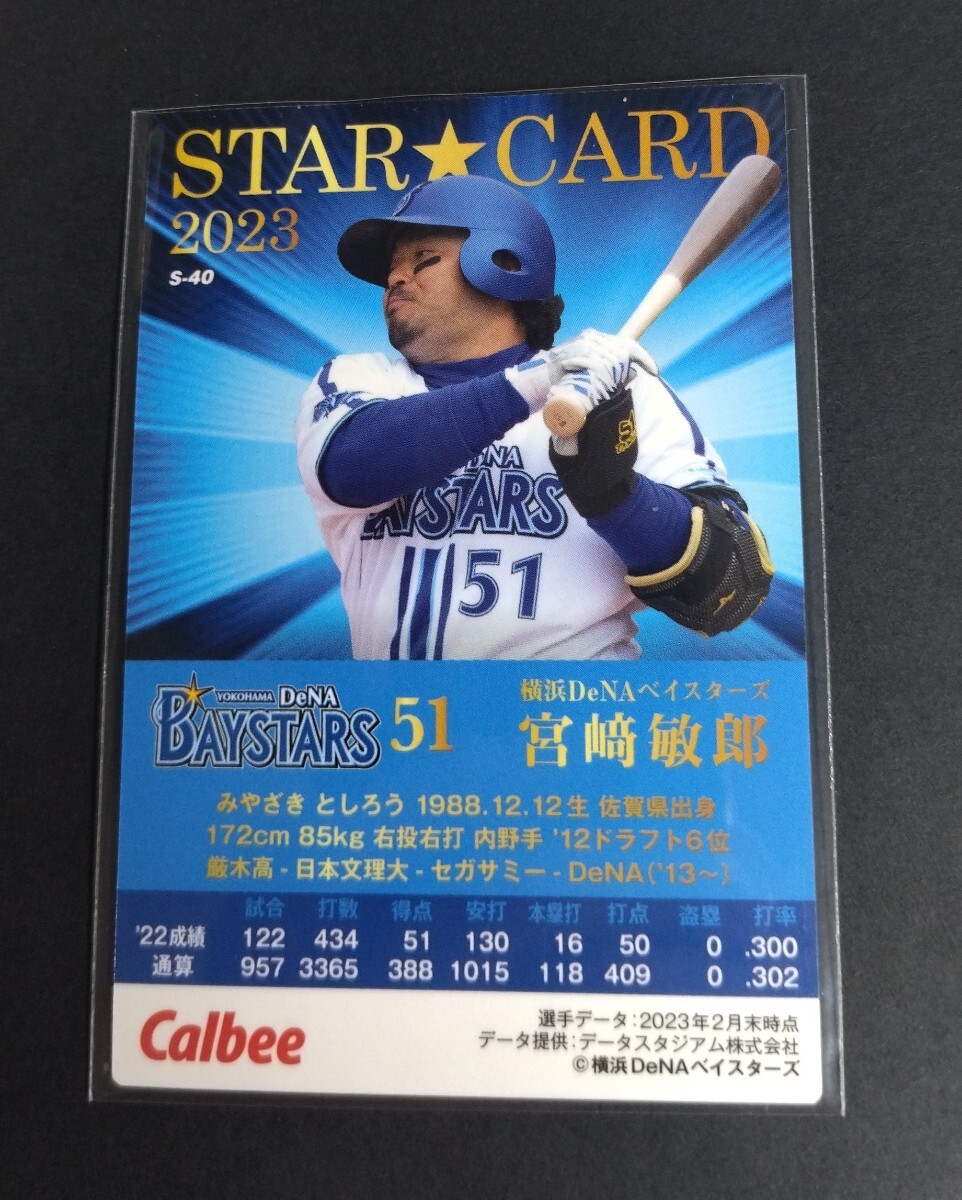 STAR★CARD
2023
S-40
DeNA
BAYSTARS
51
YOKOHAMA DeNA
BAYSTARS
51
横浜DeNAベイスターズ
宮﨑敏郎
みやざき としろう 1988.12.12生 佐賀県出身
172cm 85kg 右投右打 内野手 '12ドラフト6位
厳木高 - 日本文理大 - セガサミー - DeNA('13～)
試合 打数 得点 安打 本塁打 打点 盗塁 打率
'22成績 122 434 51 130 16 50 0 .300
通算 957 3365 388 1015 118 409 0 .302
Calbee
選手データ:2023年2月末時点
データ提供:データスタジアム株式会社
©横浜DeNAベイスターズ